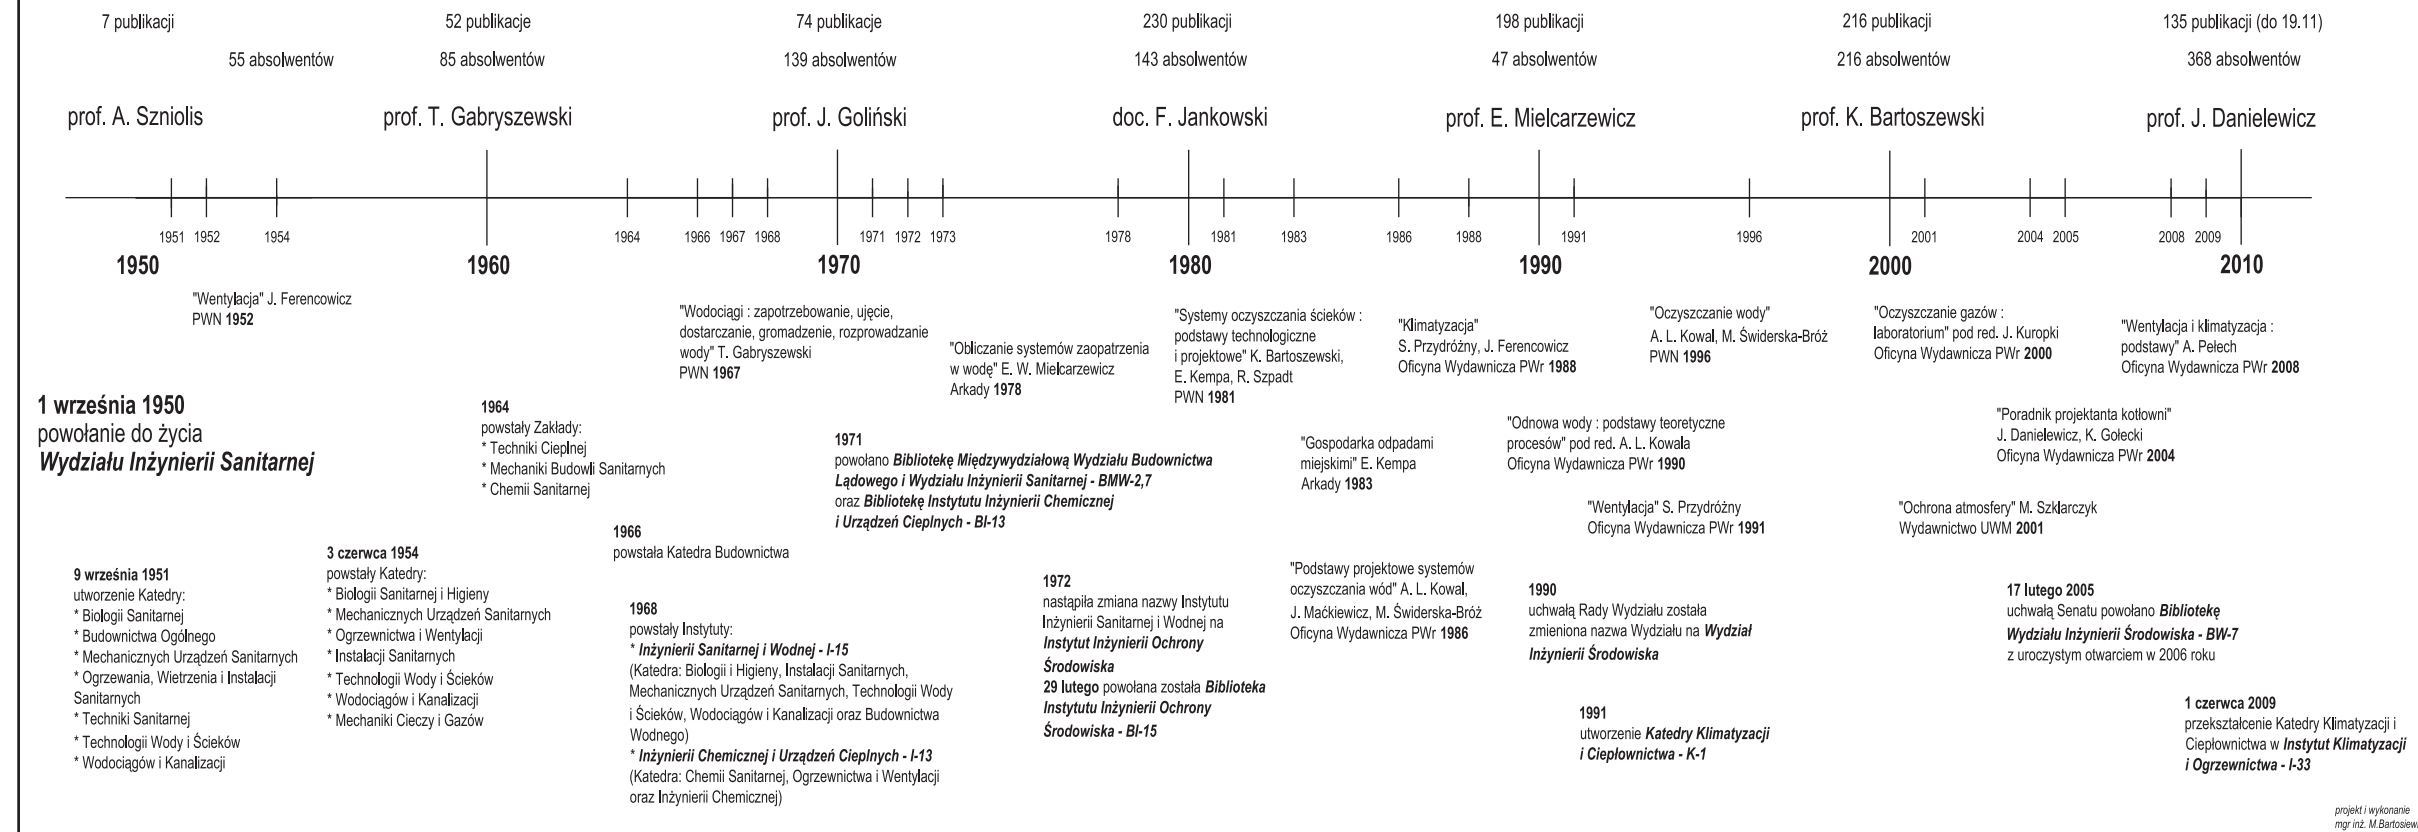 7 publikacji
52 publikacje
74 publikacje
230 publikacji
198 publikacji
216 publikacji
135 publikacji (do 19.11)
55 absolwentów
85 absolwentów
139 absolwentów
143 absolwentów
47 absolwentów
216 absolwentów
368 absolwentów
prof. A. Szniolis
prof. T. Gabryszewski
prof. J. Goliński
doc. F. Jankowski
prof. E. Mielcarzewicz
prof. K. Bartoszewski
prof. J. Danielewicz
1951
1952
1954
1964
1966
1967
1968
1971
1972
1973
1978
1981
1983
1986
1988
1991
1996
2001
2004
2005
2008
2009
1950
1960
1970
1980
1990
2000
2010
"Wentylacja" J. Ferencowicz
PWN 1952
"Wodociągi : zapotrzebowanie, ujęcie,
dostarczanie, gromadzenie, rozprowadzanie
wody" T. Gabryszewski
PWN 1967
"Obliczanie systemów zaopatrzenia
w wodę" E. W. Mielcarzewicz
Arkady 1978
"Systemy oczyszczania ścieków :
podstawy technologiczne
i projektowe" K. Bartoszewski,
E. Kempa, R. Szpadt
PWN 1981
"Klimatyzacja"
S. Przydróżny, J. Ferencowicz
Oficyna Wydawnicza PWr 1988
"Oczyszczanie wody"
A. L. Kowal, M. Świderska-Bróż
PWN 1996
"Oczyszczanie gazów :
laboratorium" pod red. J. Kuropki
Oficyna Wydawnicza PWr 2000
"Wentylacja i klimatyzacja :
podstawy" A. Pełech
Oficyna Wydawnicza PWr 2008
1 września 1950
powołanie do życia
Wydziału Inżynierii Sanitarnej
1964
powstały Zakłady:
* Techniki Cieplnej
* Mechaniki Budowli Sanitarnych
* Chemii Sanitarnej
1971
powołano Bibliotekę Międzywydziałową Wydziału Budownictwa
Lądowego i Wydziału Inżynierii Sanitarnej - BMW-2,7
oraz Bibliotekę Instytutu Inżynierii Chemicznej
i Urządzeń Cieplnych - BI-13
"Gospodarka odpadami
miejskimi" E. Kempa
Arkady 1983
"Odnowa wody : podstawy teoretyczne
procesów" pod red. A. L. Kowala
Oficyna Wydawnicza PWr 1990
"Poradnik projektanta kotłowni"
J. Danielewicz, K. Gołecki
Oficyna Wydawnicza PWr 2004
"Wentylacja" S. Przydróżny
Oficyna Wydawnicza PWr 1991
"Ochrona atmosfery" M. Szklarczyk
Wydawnictwo UWM 2001
1966
powstała Katedra Budownictwa
9 września 1951
utworzenie Katedry:
* Biologii Sanitarnej
* Budownictwa Ogólnego
* Mechanicznych Urządzeń Sanitarnych
* Ogrzewania, Wietrzenia i Instalacji
Sanitarnych
* Techniki Sanitarnej
* Technologii Wody i Ścieków
* Wodociągów i Kanalizacji
3 czerwca 1954
powstały Katedry:
* Biologii Sanitarnej i Higieny
* Mechanicznych Urządzeń Sanitarnych
* Ogrzewnictwa i Wentylacji
* Instalacji Sanitarnych
* Technologii Wody i Ścieków
* Wodociągów i Kanalizacji
* Mechaniki Cieczy i Gazów
1968
powstały Instytuty:
* Inżynierii Sanitarnej i Wodnej - I-15
(Katedra: Biologii i Higieny, Instalacji Sanitarnych,
Mechanicznych Urządzeń Sanitarnych, Technologii Wody
i Ścieków, Wodociągów i Kanalizacji oraz Budownictwa
Wodnego)
* Inżynierii Chemicznej i Urządzeń Cieplnych - I-13
(Katedra: Chemii Sanitarnej, Ogrzewnictwa i Wentylacji
oraz Inżynierii Chemicznej)
1972
nastąpiła zmiana nazwy Instytutu
Inżynierii Sanitarnej i Wodnej na
Instytut Inżynierii Ochrony
Środowiska
29 lutego powołana została Biblioteka
Instytutu Inżynierii Ochrony
Środowiska - BI-15
"Podstawy projektowe systemów
oczyszczania wód" A. L. Kowal,
J. Maćkiewicz, M. Świderska-Bróż
Oficyna Wydawnicza PWr 1986
1990
uchwałą Rady Wydziału została
zmieniona nazwa Wydziału na Wydział
Inżynierii Środowiska
1991
utworzenie Katedry Klimatyzacji
i Ciepłownictwa - K-1
17 lutego 2005
uchwałą Senatu powołano Bibliotekę
Wydziału Inżynierii Środowiska - BW-7
z uroczystym otwarciem w 2006 roku
1 czerwca 2009
przekształcenie Katedry Klimatyzacji i
Ciepłownictwa w Instytut Klimatyzacji
i Ogrzewnictwa - I-33
projekt i wykonanie
mgr inż.